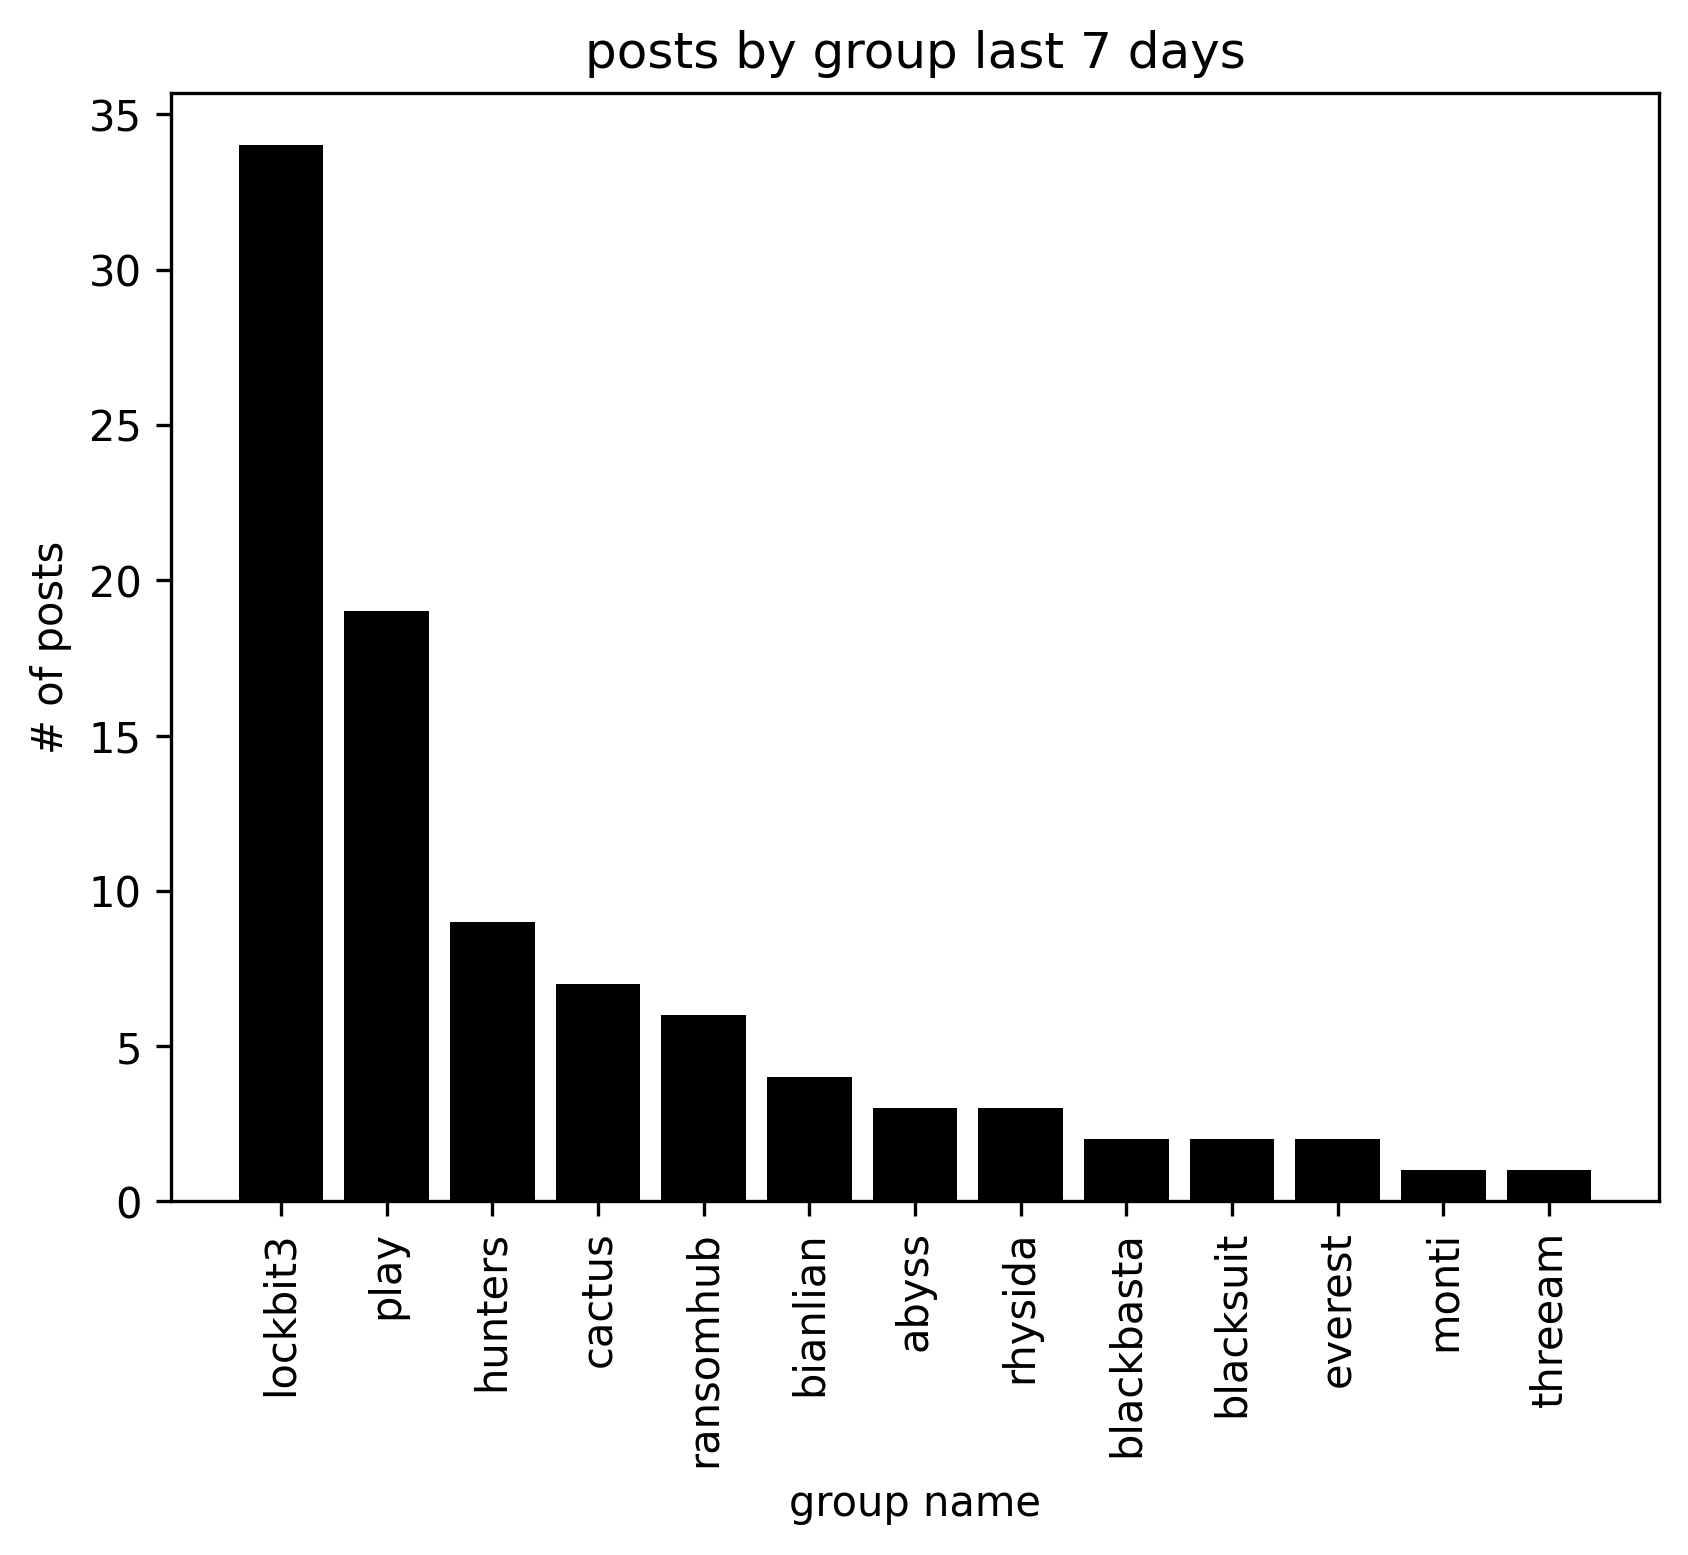 posts by group last 7 days
35
30
25
20
15
10
5
0
# of posts
lockbit3
play
hunters
cactus
ransomhub
bianlian
abyss
rhysida
blackbasta
blacksuit
everest
monti
threeam
group name